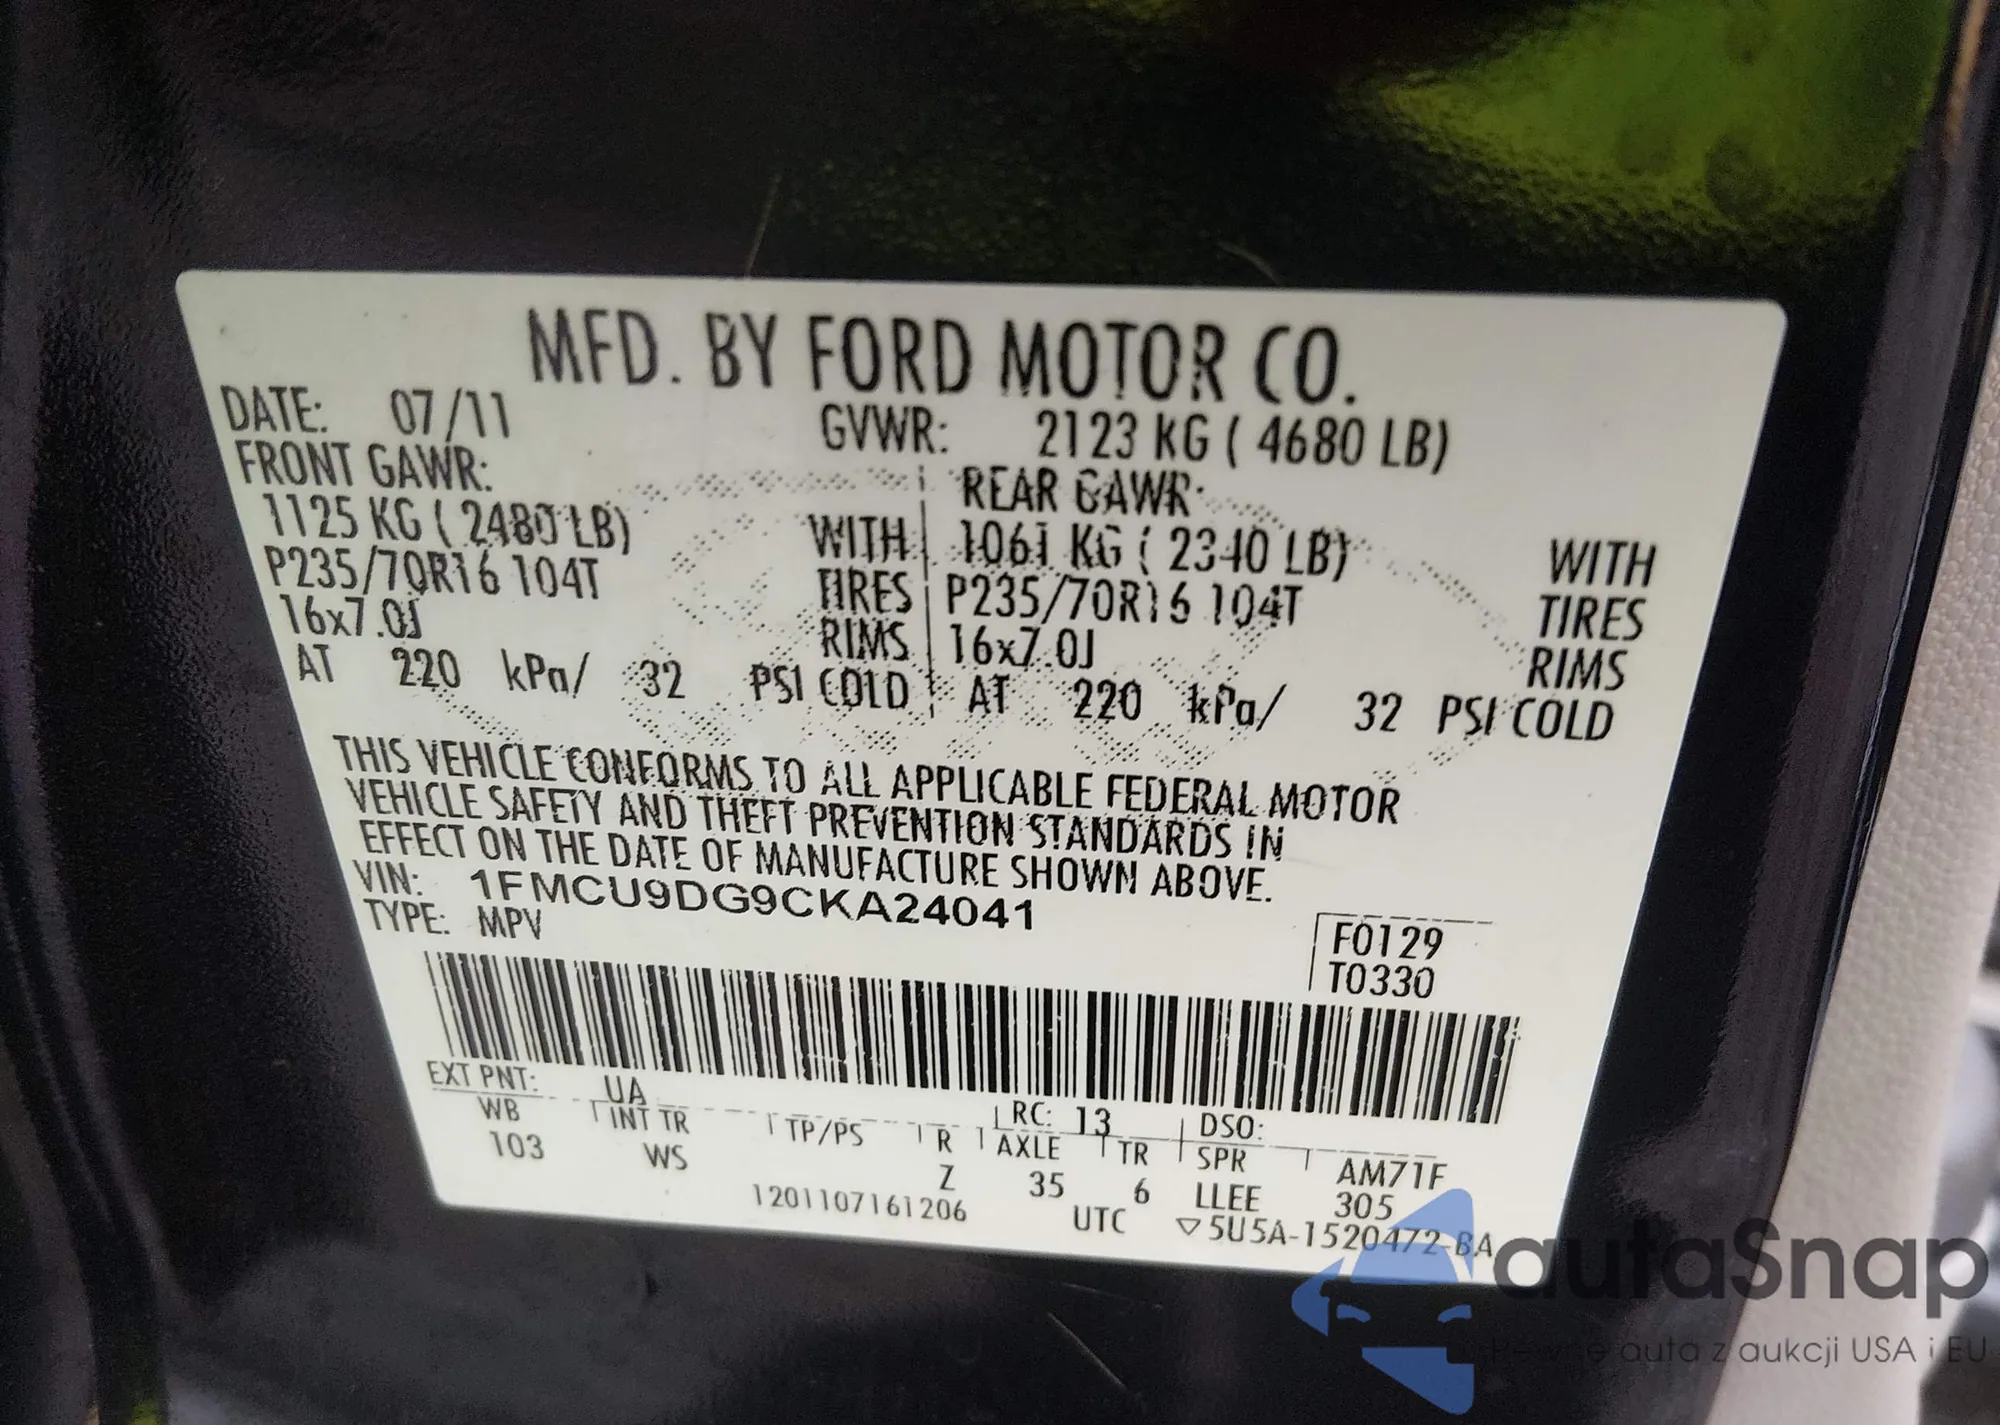 MFD. BY FORD MOTOR CO.
DATE: 07/11 GVWR: 2123 KG ( 4680 LB)
FRONT GAWR: REAR GAWR:
1125 KG ( 2480 LB) WITH 1061 KG ( 2340 LB) WITH
P235/70R16 104T TIRES P235/70R16 104T TIRES
16x7.0J RIMS 16x7.0J RIMS
AT 220 kPa/ 32 PSI COLD AT 220 kPa/ 32 PSI COLD
THIS VEHICLE CONFORMS TO ALL APPLICABLE FEDERAL MOTOR
VEHICLE SAFETY AND THEFT PREVENTION STANDARDS IN
EFFECT ON THE DATE OF MANUFACTURE SHOWN ABOVE.
VIN: 1FMCU9DG9CKA24041
TYPE: MPV
F0129
T0330
EXT PNT: UA RC: 13 DSO:
WB INT TR TP/PS R AXLE TR SPR AM71F
103 WS Z 35 6 LLEE 305
1201107161206 UTC ▽5U5A-1520472-BA
autaSnap
Pewne auta z aukcji USA i EU